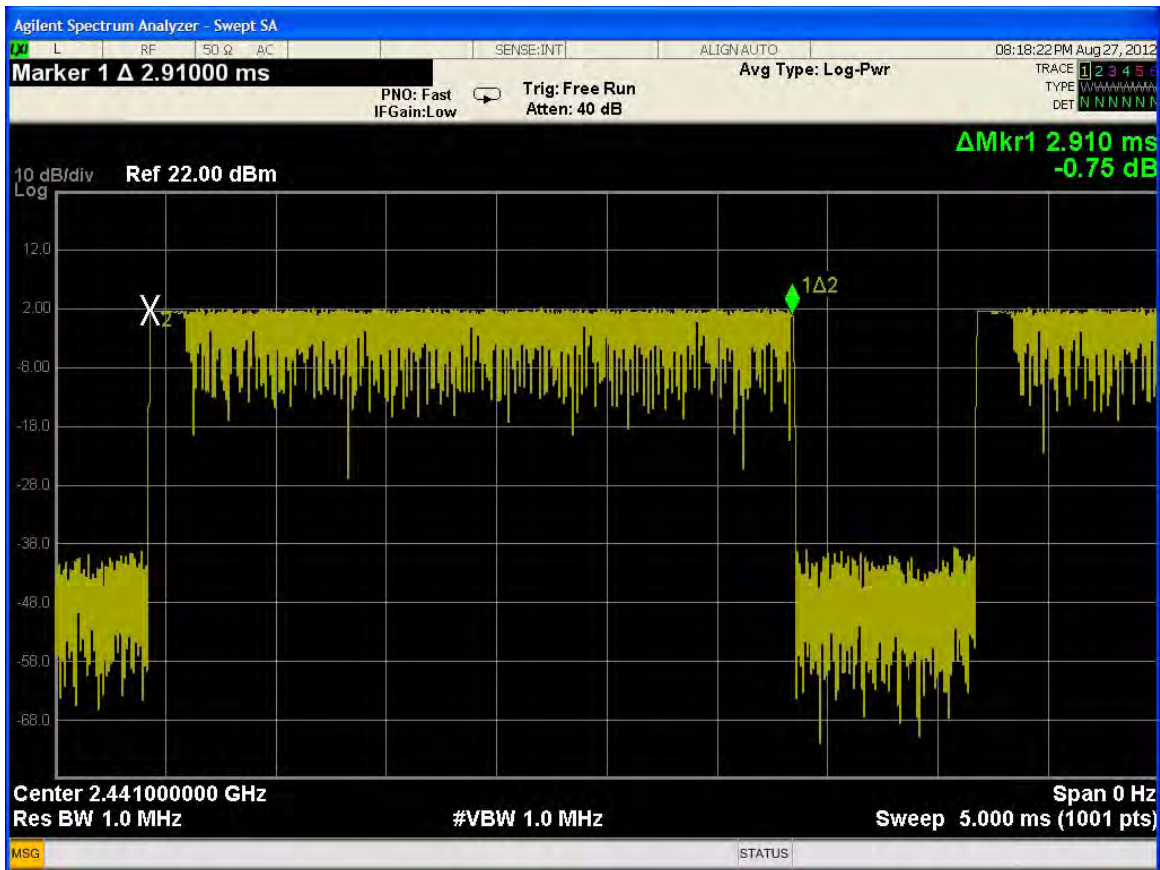 Agilent Spectrum Analyzer - Swept SA
LXI L RF 50 Ω AC SENSE:INT ALIGN AUTO 08:18:22 PM Aug 27, 2012
Marker 1 Δ 2.91000 ms
PNO: Fast
IFGain:Low
Trig: Free Run
Atten: 40 dB
Avg Type: Log-Pwr
TRACE 1 2 3 4 5 6
TYPE
DET N N N N N N
ΔMkr1 2.910 ms
-0.75 dB
10 dB/div Ref 22.00 dBm
Log
12.0
1Δ2
2.00
X2
-8.00
-18.0
-28.0
-38.0
-48.0
-58.0
-68.0
Center 2.441000000 GHz Span 0 Hz
Res BW 1.0 MHz #VBW 1.0 MHz Sweep 5.000 ms (1001 pts)
MSG STATUS